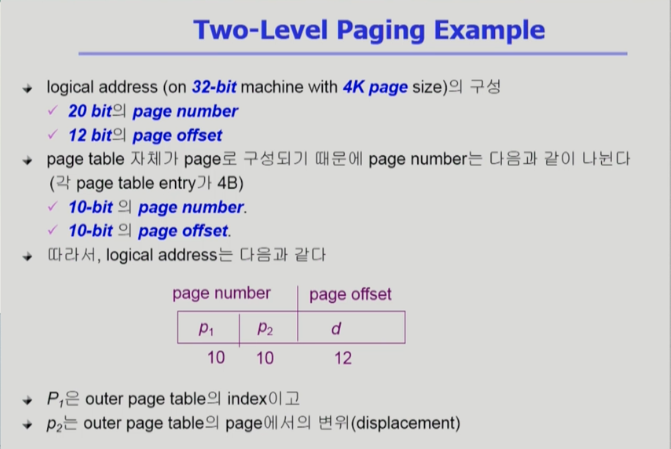 Two-Level Paging Example
logical address (on 32-bit machine with 4K page size)의 구성
20 bit의 page number
12 bit의 page offset
page table 자체가 page로 구성되기 때문에 page number는 다음과 같이 나뉜다
(각 page table entry가 4B)
10-bit 의 page number.
10-bit 의 page offset.
따라서, logical address는 다음과 같다
page number page offset
p1 p2 d
10 10 12
P1은 outer page table의 index이고
p2는 outer page table의 page에서의 변위(displacement)